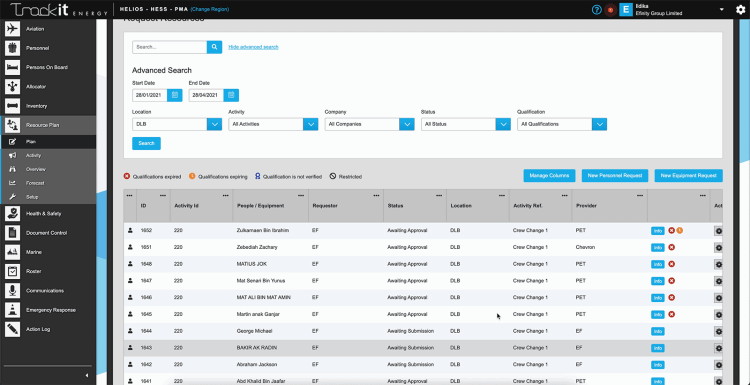 Trackit
ENERGY
HELIOS - HESS - PMA (Change Region)
lidika
Efinity Group Limited
E
Request Resources
Aviation
Personnel
Persons On Board
Allocator
Inventory
Resource Plan
Plan
Activity
Overview
Forecast
Setup
Health & Safety
Document Control
Marine
Roster
Communications
Emergency Response
Action Log
Search...
Hide advanced search
Advanced Search
Start Date End Date
28/01/2021 28/04/2021
Location Activity Company Status Qualification
DLB All Activities All Companies All Status All Qualifications
Search
Qualifications expired Qualifications expiring Qualification is not verified Restricted
Manage Columns New Personnel Request New Equipment Request
ID Activity Id People / Equipment Requestor Status Location Activity Ref. Provider Act
1652 220 Zulkarnaen Bin Ibrahim EF Awaiting Approval DLB Crew Change 1 PET Info
1651 220 Zebediah Zachary EF Awaiting Approval DLB Crew Change 1 Chevron Info
1648 220 MATIUS JOK EF Awaiting Approval DLB Crew Change 1 PET Info
1647 220 Mat Senari Bin Yunus EF Awaiting Approval DLB Crew Change 1 PET Info
1646 220 MAT ALI BIN MAT AMIN EF Awaiting Approval DLB Crew Change 1 PET Info
1645 220 Martin anak Ganjar EF Awaiting Approval DLB Crew Change 1 PET Info
1644 220 George Michael EF Awaiting Submission DLB Crew Change 1 EF Info
1643 220 BAKIR AK RADIN EF Awaiting Submission DLB Crew Change 1 EF Info
1642 220 Abraham Jackson EF Awaiting Submission DLB Crew Change 1 EF Info
1641 220 Abd Khalid Bin Jaafar EF Awaiting Approval DLB Crew Change 1 PET Info